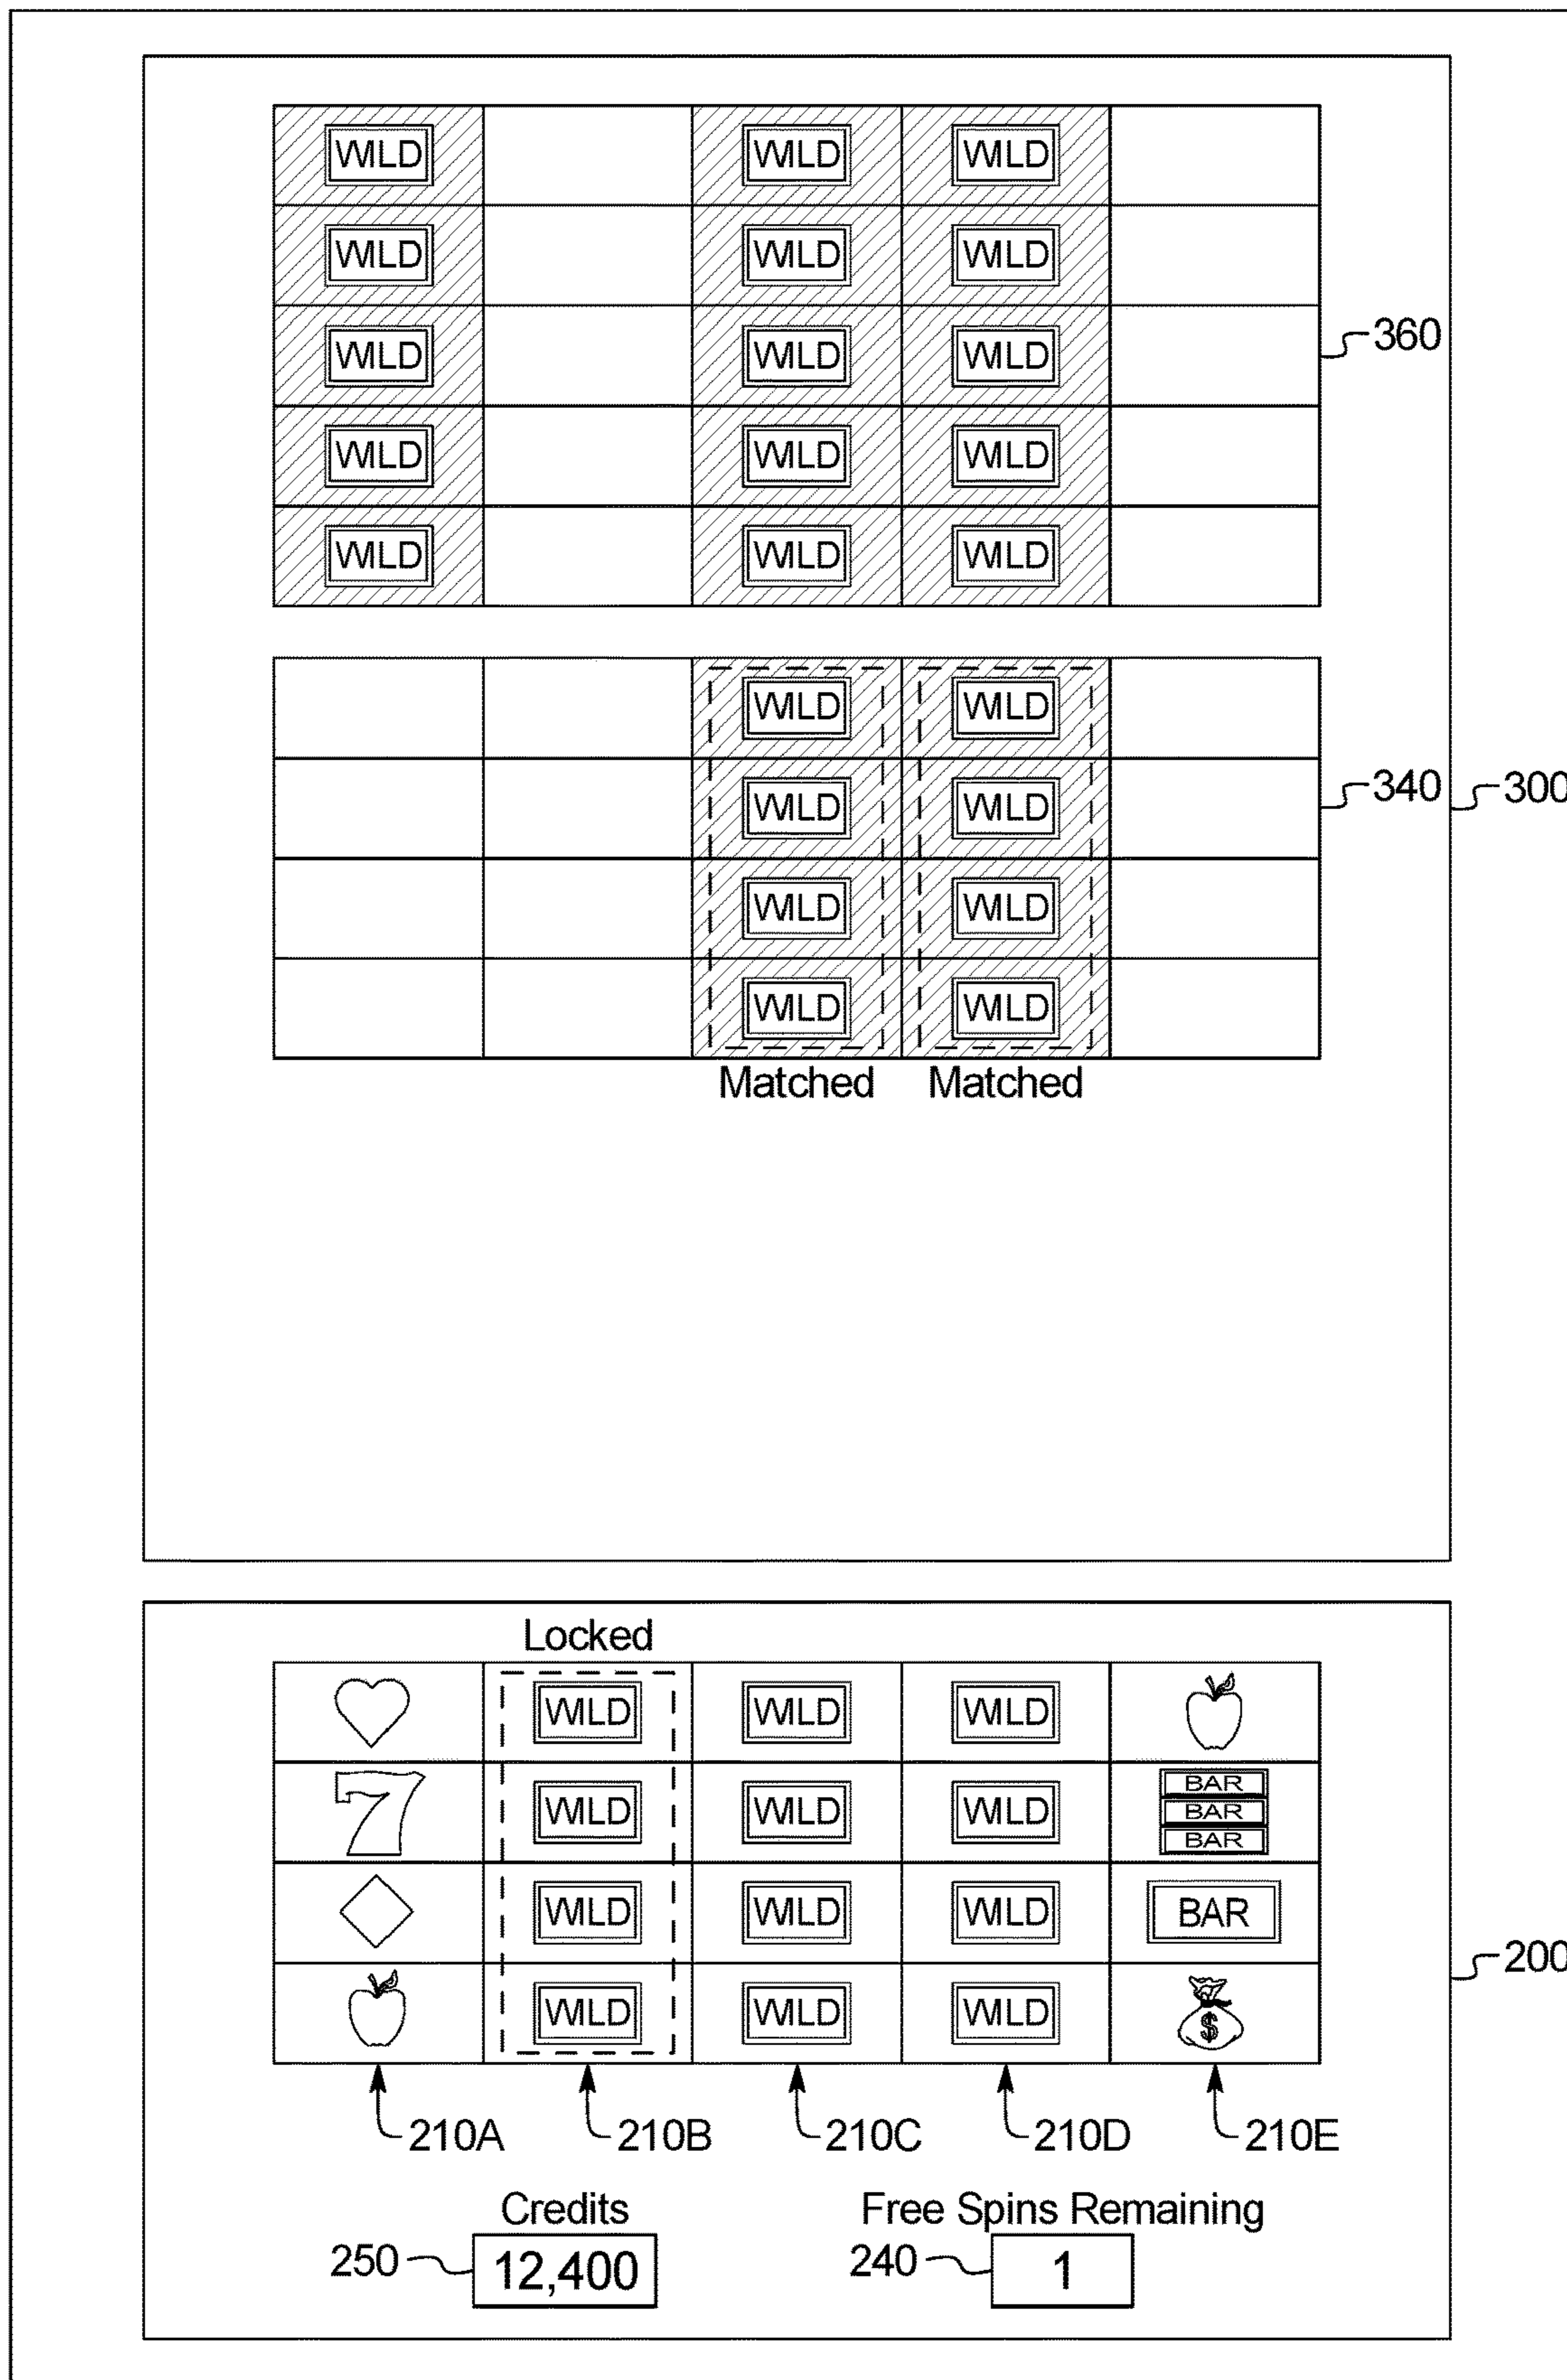 WILD WILD WILD
WILD WILD WILD
WILD WILD WILD
360
WILD WILD WILD
WILD WILD WILD
WILD WILD
WILD WILD
340
300
WILD WILD
WILD WILD
Matched Matched
Locked
WILD WILD WILD
7 WILD WILD WILD BAR
BAR
BAR
WILD WILD WILD BAR
200
WILD WILD WILD $
210A 210B 210C 210D 210E
Credits Free Spins Remaining
250 12,400 240 1